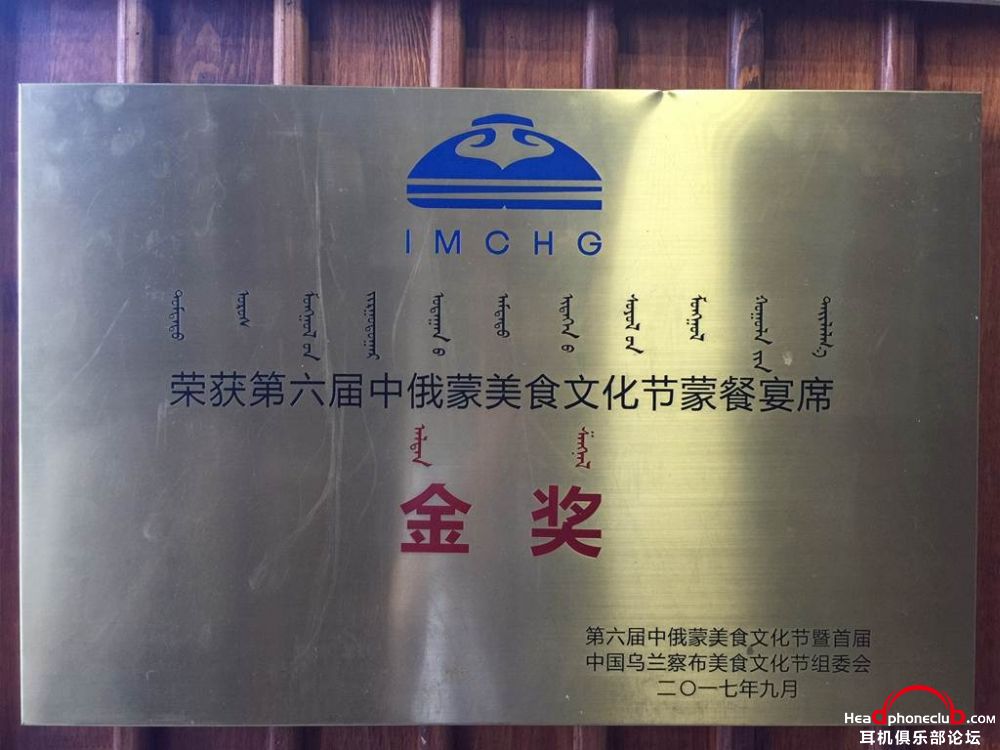 IMCHG
荣获第六届中俄蒙美食文化节蒙餐宴席
金奖
第六届中俄蒙美食文化节暨首届
中国乌兰察布美食文化节组委会
二〇一七年九月
Headphoneclub.COM
耳机俱乐部论坛